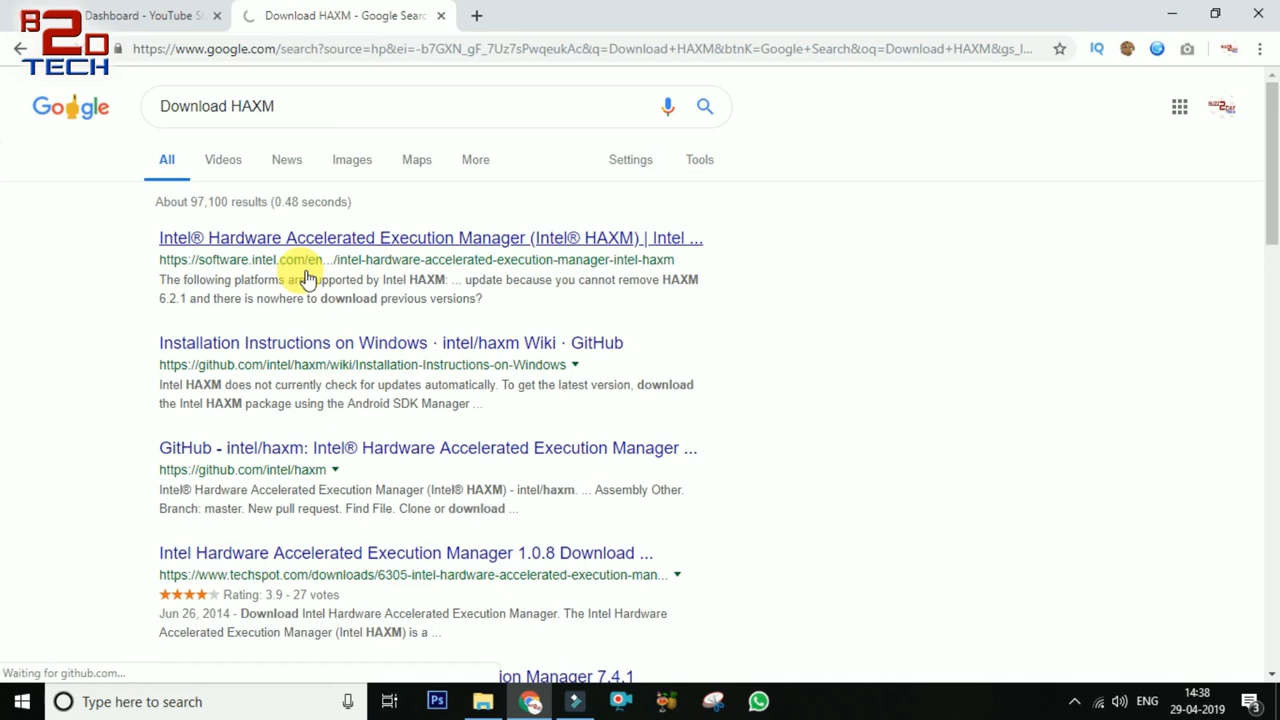 B2D
TECH
Dashboard - YouTube St
Download HAXM - Google Sear
https://www.google.com/search?source=hp&ei=-b7GXN_gF_7Uz7sPwqeukAc&q=Download+HAXM&btnK=Google+Search&oq=Download+HAXM&gs_l...
IQ
Google
Download HAXM
All Videos News Images Maps More Settings Tools
About 97,100 results (0.48 seconds)
Intel® Hardware Accelerated Execution Manager (Intel® HAXM) | Intel ...
https://software.intel.com/en.../intel-hardware-accelerated-execution-manager-intel-haxm
The following platforms are supported by Intel HAXM: ... update because you cannot remove HAXM
6.2.1 and there is nowhere to download previous versions?
Installation Instructions on Windows · intel/haxm Wiki · GitHub
https://github.com/intel/haxm/wiki/Installation-Instructions-on-Windows
Intel HAXM does not currently check for updates automatically. To get the latest version, download
the Intel HAXM package using the Android SDK Manager ...
GitHub - intel/haxm: Intel® Hardware Accelerated Execution Manager ...
https://github.com/intel/haxm
Intel® Hardware Accelerated Execution Manager (Intel® HAXM) - intel/haxm. ... Assembly Other.
Branch: master. New pull request. Find File. Clone or download ...
Intel Hardware Accelerated Execution Manager 1.0.8 Download ...
https://www.techspot.com/downloads/6305-intel-hardware-accelerated-execution-man...
Rating: 3.9 - 27 votes
Jun 26, 2014 - Download Intel Hardware Accelerated Execution Manager. The Intel Hardware
Accelerated Execution Manager (Intel HAXM) is a ...
Waiting for github.com...
ion Manager 7.4.1
Type here to search
Ps
ENG
14:38
29-04-2019
3